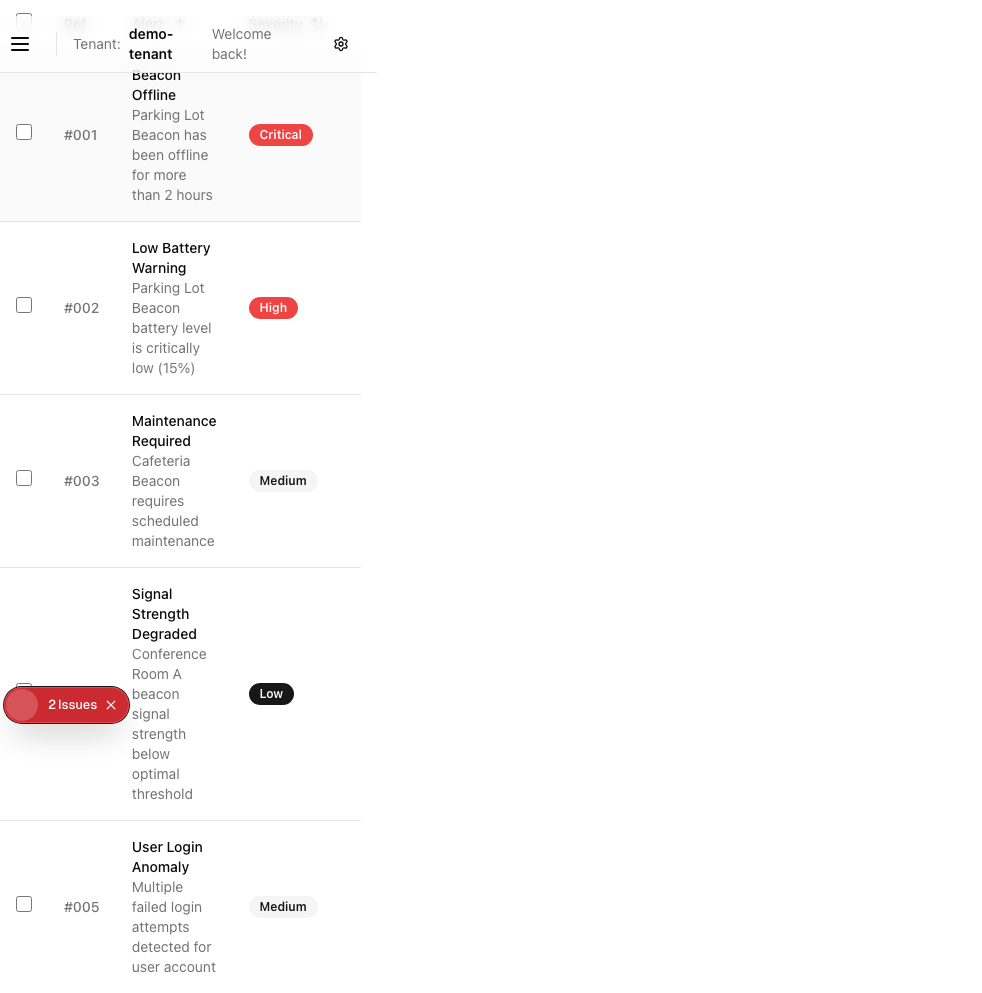 Ref Alert Severity
Tenant: demo-tenant Welcome back!
Beacon
Offline
Parking Lot
Beacon has
been offline
for more
than 2 hours
#001
Critical
Low Battery
Warning
Parking Lot
Beacon
battery level
is critically
low (15%)
#002
High
Maintenance
Required
Cafeteria
Beacon
requires
scheduled
maintenance
#003
Medium
Signal
Strength
Degraded
Conference
Room A
beacon
signal
strength
below
optimal
threshold
Low
2 Issues
User Login
Anomaly
Multiple
failed login
attempts
detected for
user account
#005
Medium